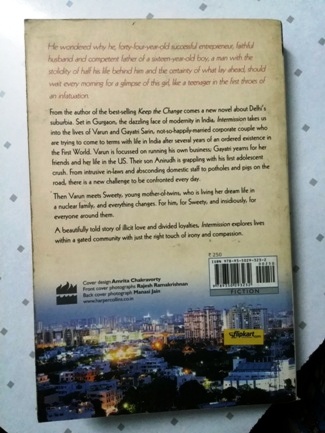 He wondered why he, forty-four-year-old successful entrepreneur, faithful
husband and competent father of a sixteen-year-old boy, a man with the
stolidity of half his life behind him and the certainty of what lay ahead, should
wait every morning for a glimpse of this girl, like a teenager in the first throes of
an infatuation.
From the author of the best-selling Keep the Change comes a new novel about Delhi's
suburbia. Set in Gurgaon, the dazzling face of modernity in India, Intermission takes us
into the lives of Varun and Gayatri Sarin, not-so-happily-married corporate couple who
are trying to come to terms with life in India after several years of an ordered existence in
the First World. Varun is focussed on running his own business; Gayatri yearns for her
friends and her life in the US. Their son Anirudh is grappling with his first adolescent
crush. From intrusive in-laws and absconding domestic staff to potholes and pigs on the
road, there is a new challenge to be confronted every day.
Then Varun meets Sweety, young mother-of-twins, who is living her dream life in
a nuclear family, and everything changes. For him, for Sweety, and insidiously, for
everyone around them.
A beautifully told story of illicit love and divided loyalties, Intermission explores lives
within a gated community with just the right touch of irony and compassion.
₹ 250
Cover design Amrita Chakravorty
Front cover photographs Rajesh Ramakrishnan
Back cover photograph Mansi Jain
www.harpercollins.co.in
FICTION
flipkart